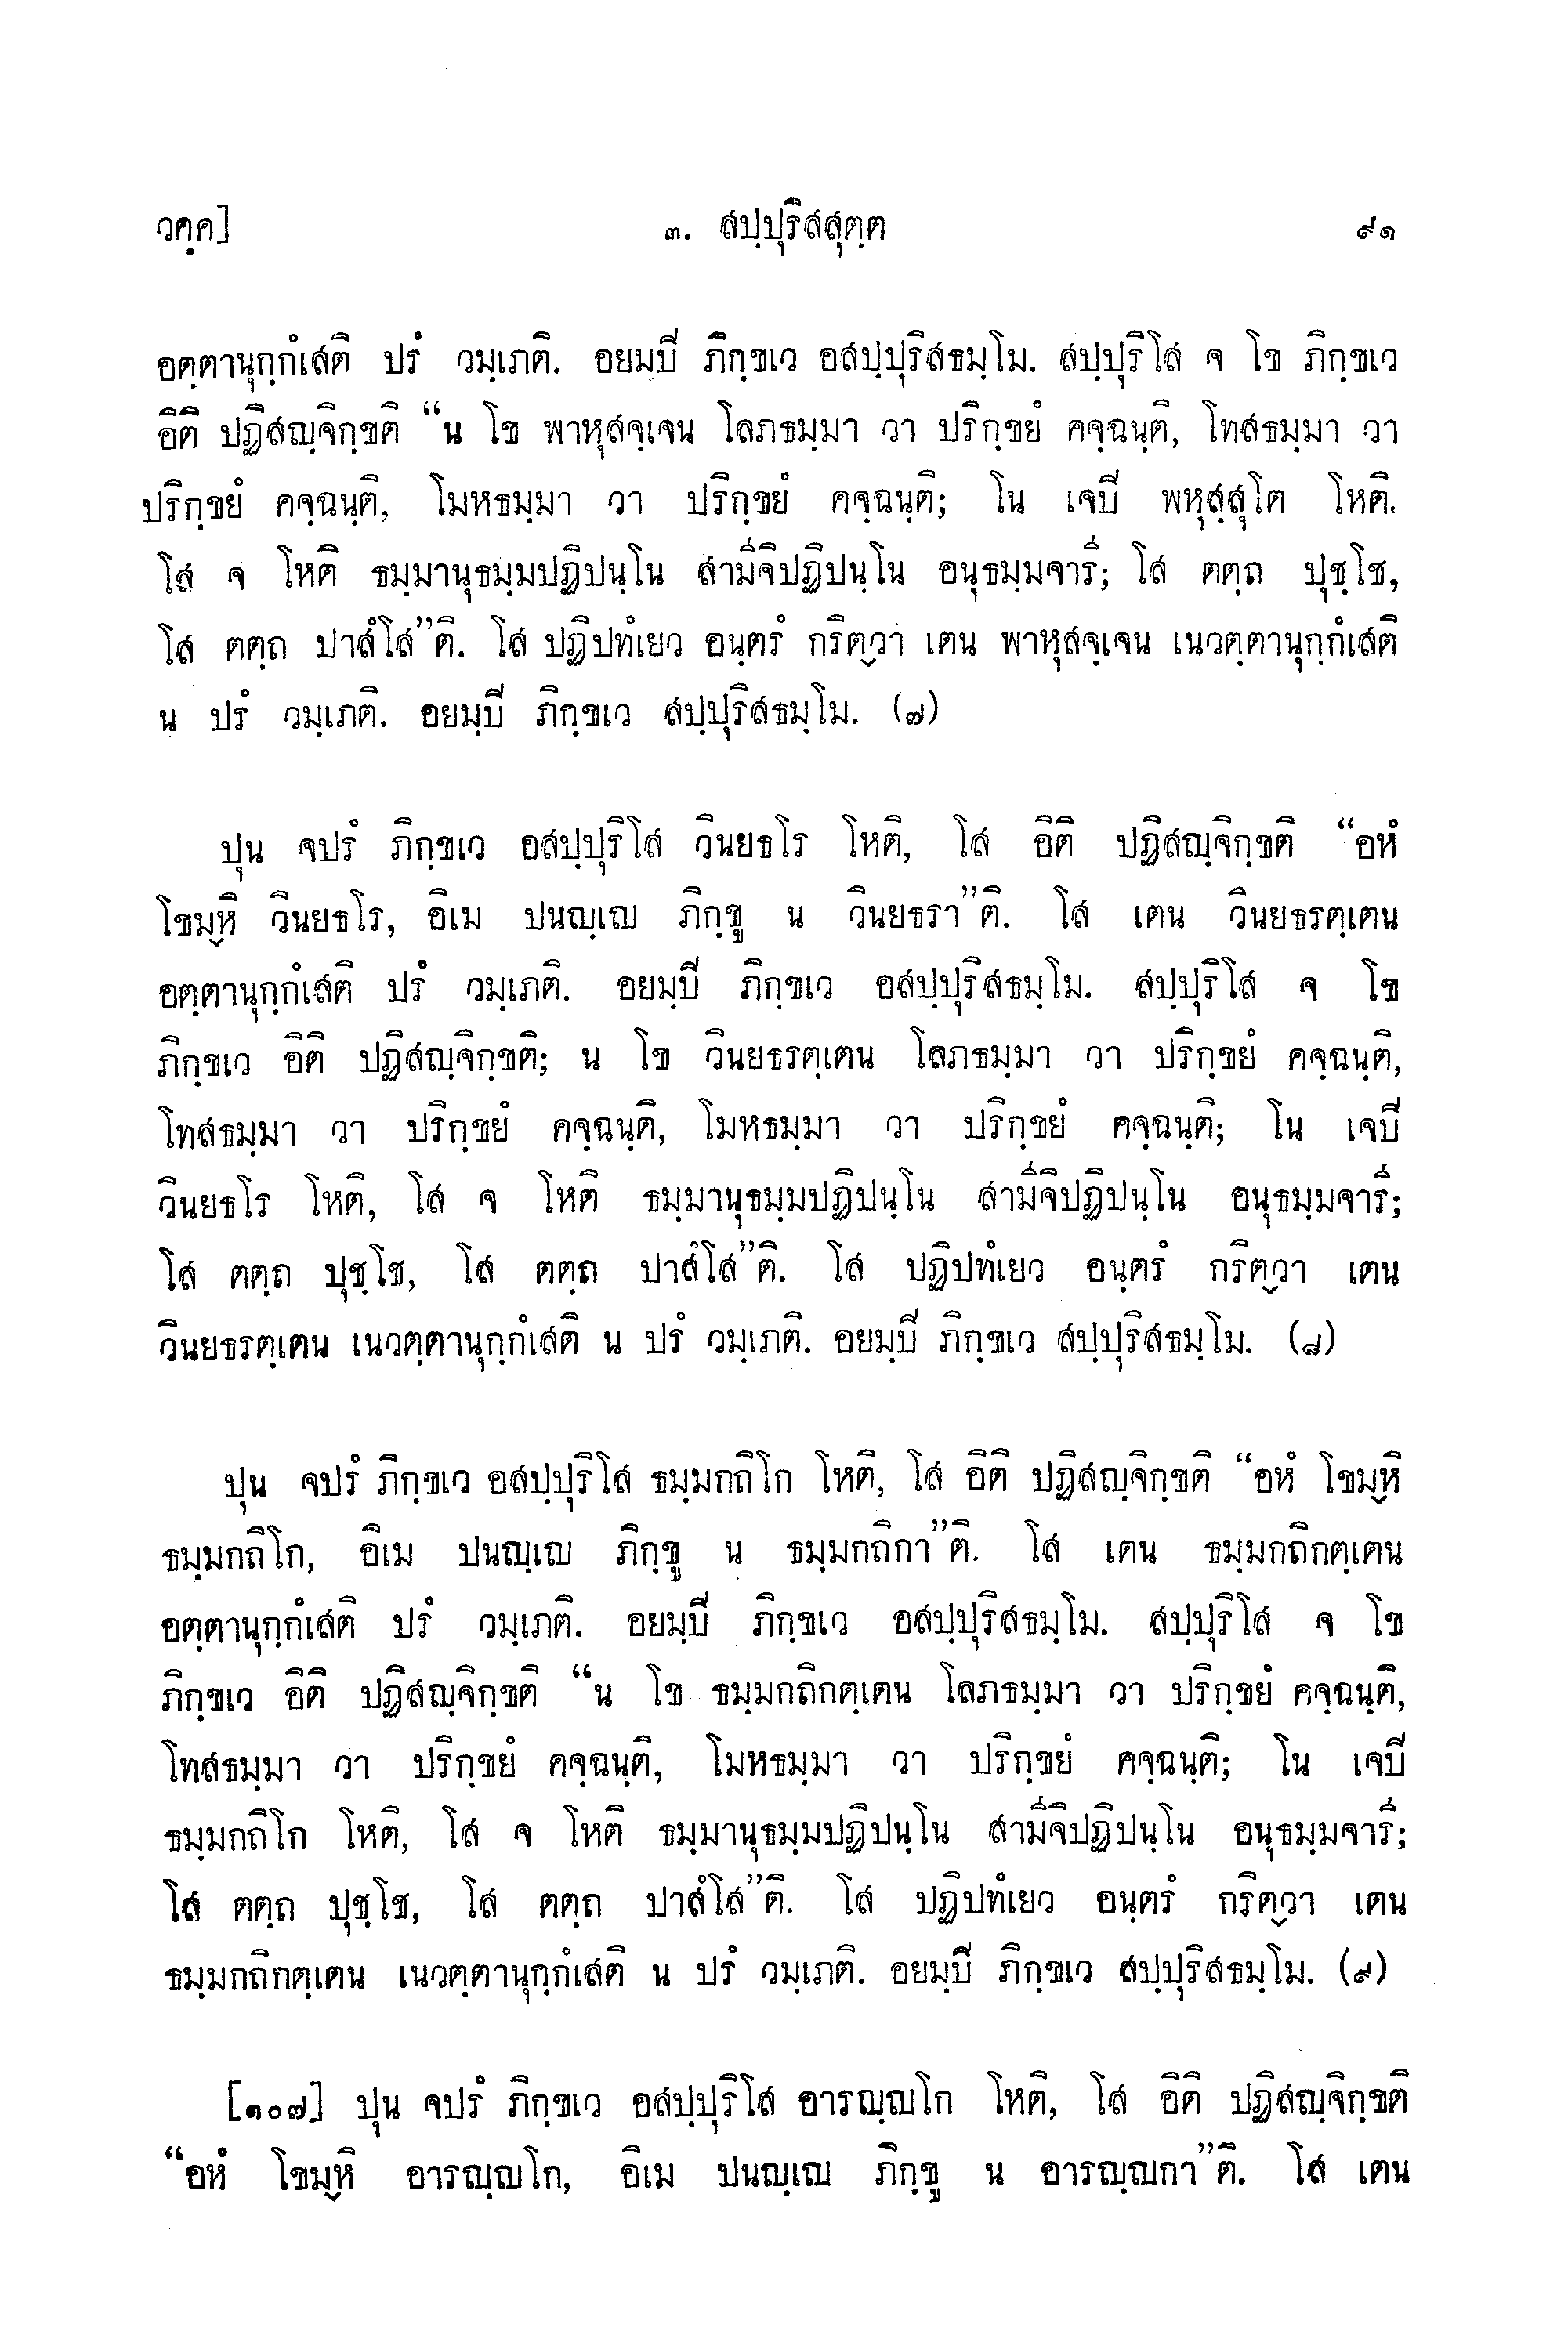 วคฺค]
๓. สปฺปุริสสุตฺต
๙๑
อตฺตานุกฺกํเสติ ปรํ วมฺเภติ. อยมฺปิ ภิกฺขเว อสปฺปุริสธมฺโม. สปฺปุริโส จ โข ภิกฺขเว
อิติ ปฏิสญฺจิกฺขติ “น โข พาหุสจฺเจน โลภธมฺมา วา ปริกฺขยํ คจฺฉนฺติ, โทสธมฺมา วา
ปริกฺขยํ คจฺฉนฺติ, โมหธมฺมา วา ปริกฺขยํ คจฺฉนฺติ; โน เจปิ พหุสฺสุโต โหติ.
โส จ โหติ ธมฺมานุธมฺมปฏิปนฺโน สามีจิปฏิปนฺโน อนุธมฺมจารี; โส ตตฺถ ปุชฺโช,
โส ตตฺถ ปาสํโส”ติ. โส ปฏิปทํเยว อนฺตรํ กริตฺวา เตน พาหุสจฺเจน เนวตฺตานุกฺกํเสติ
น ปรํ วมฺเภติ. อยมฺปิ ภิกฺขเว สปฺปุริสธมฺโม. (๗)
ปุน จปรํ ภิกฺขเว อสปฺปุริโส วินยธโร โหติ, โส อิติ ปฏิสญฺจิกฺขติ “อหํ
โขมฺหิ วินยธโร, อิเม ปนญฺเญ ภิกฺขู น วินยธรา”ติ. โส เตน วินยธรตฺเตน
อตฺตานุกฺกํเสติ ปรํ วมฺเภติ. อยมฺปิ ภิกฺขเว อสปฺปุริสธมฺโม. สปฺปุริโส จ โข
ภิกฺขเว อิติ ปฏิสญฺจิกฺขติ; น โข วินยธรตฺเตน โลภธมฺมา วา ปริกฺขยํ คจฺฉนฺติ,
โทสธมฺมา วา ปริกฺขยํ คจฺฉนฺติ, โมหธมฺมา วา ปริกฺขยํ คจฺฉนฺติ; โน เจปิ
วินยธโร โหติ, โส จ โหติ ธมฺมานุธมฺมปฏิปนฺโน สามีจิปฏิปนฺโน อนุธมฺมจารี;
โส ตตฺถ ปุชฺโช, โส ตตฺถ ปาสํโส”ติ. โส ปฏิปทํเยว อนฺตรํ กริตฺวา เตน
วินยธรตฺเตน เนวตฺตานุกฺกํเสติ น ปรํ วมฺเภติ. อยมฺปิ ภิกฺขเว สปฺปุริสธมฺโม. (๘)
ปุน จปรํ ภิกฺขเว อสปฺปุริโส ธมฺมกถิโก โหติ, โส อิติ ปฏิสญฺจิกฺขติ “อหํ โขมฺหิ
ธมฺมกถิโก, อิเม ปนญฺเญ ภิกฺขู น ธมฺมกถิกา”ติ. โส เตน ธมฺมกถิกตฺเตน
อตฺตานุกฺกํเสติ ปรํ วมฺเภติ. อยมฺปิ ภิกฺขเว อสปฺปุริสธมฺโม. สปฺปุริโส จ โข
ภิกฺขเว อิติ ปฏิสญฺจิกฺขติ “น โข ธมฺมกถิกตฺเตน โลภธมฺมา วา ปริกฺขยํ คจฺฉนฺติ,
โทสธมฺมา วา ปริกฺขยํ คจฺฉนฺติ, โมหธมฺมา วา ปริกฺขยํ คจฺฉนฺติ; โน เจปิ
ธมฺมกถิโก โหติ, โส จ โหติ ธมฺมานุธมฺมปฏิปนฺโน สามีจิปฏิปนฺโน อนุธมฺมจารี;
โส ตตฺถ ปุชฺโช, โส ตตฺถ ปาสํโส”ติ. โส ปฏิปทํเยว อนฺตรํ กริตฺวา เตน
ธมฺมกถิกตฺเตน เนวตฺตานุกฺกํเสติ น ปรํ วมฺเภติ. อยมฺปิ ภิกฺขเว สปฺปุริสธมฺโม. (๙)
[๑๐๗] ปุน จปรํ ภิกฺขเว อสปฺปุริโส อารญฺญโก โหติ, โส อิติ ปฏิสญฺจิกฺขติ
“อหํ โขมฺหิ อารญฺญโก, อิเม ปนญฺเญ ภิกฺขู น อารญฺญกา”ติ. โส เตน